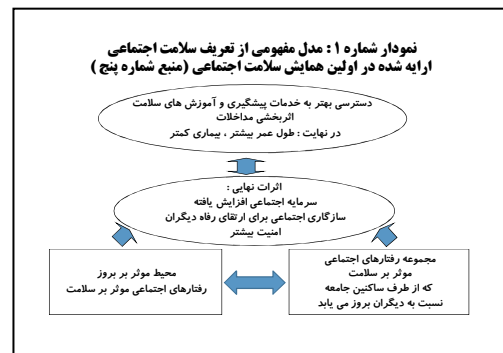 نمودار شماره ۱ : مدل مفهومی از تعریف سلامت اجتماعی
ارایه شده در اولین همایش سلامت اجتماعی (منبع شماره پنج )
دسترسی بهتر به خدمات پیشگیری و آموزش های سلامت
اثربخشی مداخلات
در نهایت : طول عمر بیشتر ، بیماری کمتر
اثرات نهایی :
سرمایه اجتماعی افزایش یافته
سازگاری اجتماعی برای ارتقای رفاه دیگران
امنیت بیشتر
مجموعه رفتارهای اجتماعی
موثر بر سلامت
که از طرف ساکنین جامعه
نسبت به دیگران بروز می یابد
محیط موثر بر بروز
رفتارهای اجتماعی موثر بر سلامت